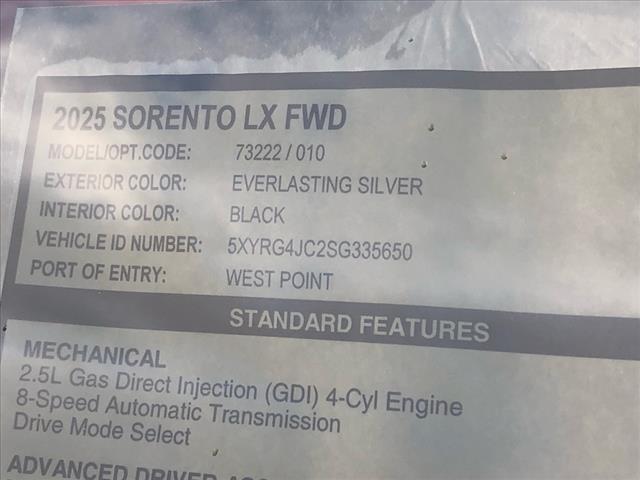 2025 SORENTO LX FWD
MODEL/OPT.CODE: 73222 / 010
EXTERIOR COLOR: EVERLASTING SILVER
INTERIOR COLOR: BLACK
VEHICLE ID NUMBER: 5XYRG4JC2SG335650
PORT OF ENTRY: WEST POINT
STANDARD FEATURES
MECHANICAL
2.5L Gas Direct Injection (GDI) 4-Cyl Engine
8-Speed Automatic Transmission
Drive Mode Select
ADVANCED DRIVER